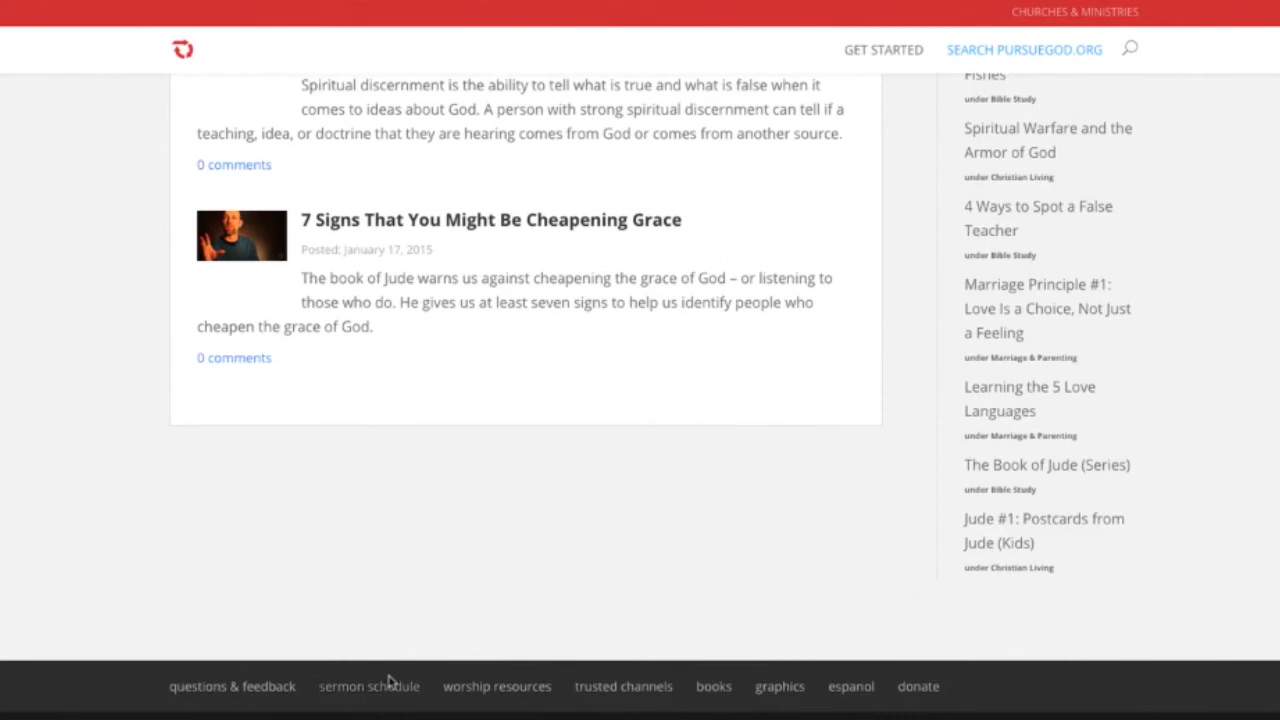 CHURCHES & MINISTRIES
GET STARTED
SEARCH PURSUEGOD.ORG
Spiritual discernment is the ability to tell what is true and what is false when it
comes to ideas about God. A person with strong spiritual discernment can tell if a
teaching, idea, or doctrine that they are hearing comes from God or comes from another source.
0 comments
7 Signs That You Might Be Cheapening Grace
Posted: January 17, 2015
The book of Jude warns us against cheapening the grace of God – or listening to
those who do. He gives us at least seven signs to help us identify people who
cheapen the grace of God.
0 comments
Fishes
under Bible Study
Spiritual Warfare and the
Armor of God
under Christian Living
4 Ways to Spot a False
Teacher
under Bible Study
Marriage Principle #1:
Love Is a Choice, Not Just
a Feeling
under Marriage & Parenting
Learning the 5 Love
Languages
under Marriage & Parenting
The Book of Jude (Series)
under Bible Study
Jude #1: Postcards from
Jude (Kids)
under Christian Living
questions & feedback
sermon schedule
worship resources
trusted channels
books
graphics
espanol
donate